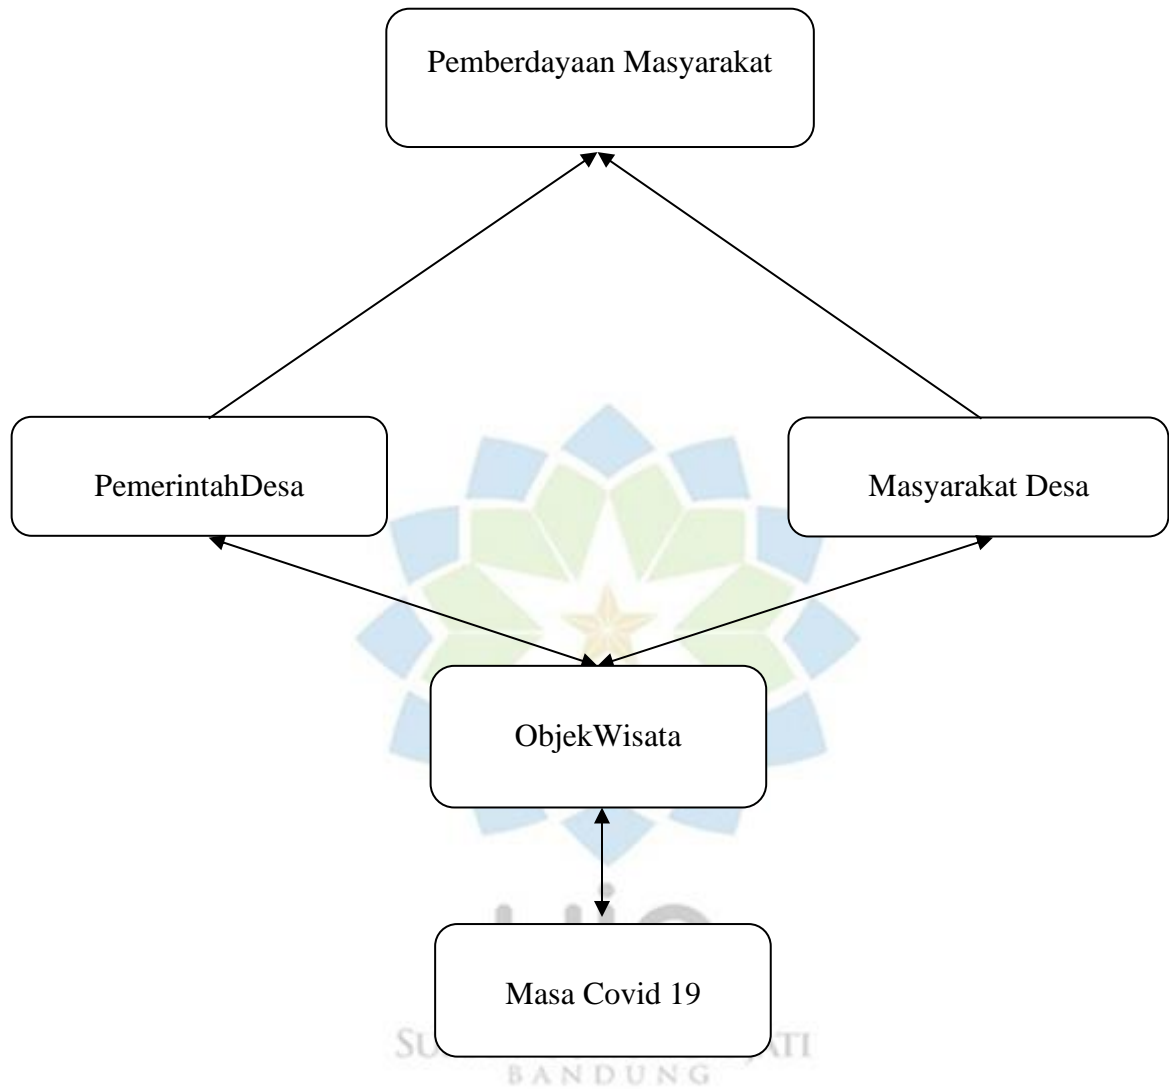 Pemberdayaan Masyarakat
PemerintahDesa
Masyarakat Desa
ObjekWisata
Masa Covid 19
BANDUNG